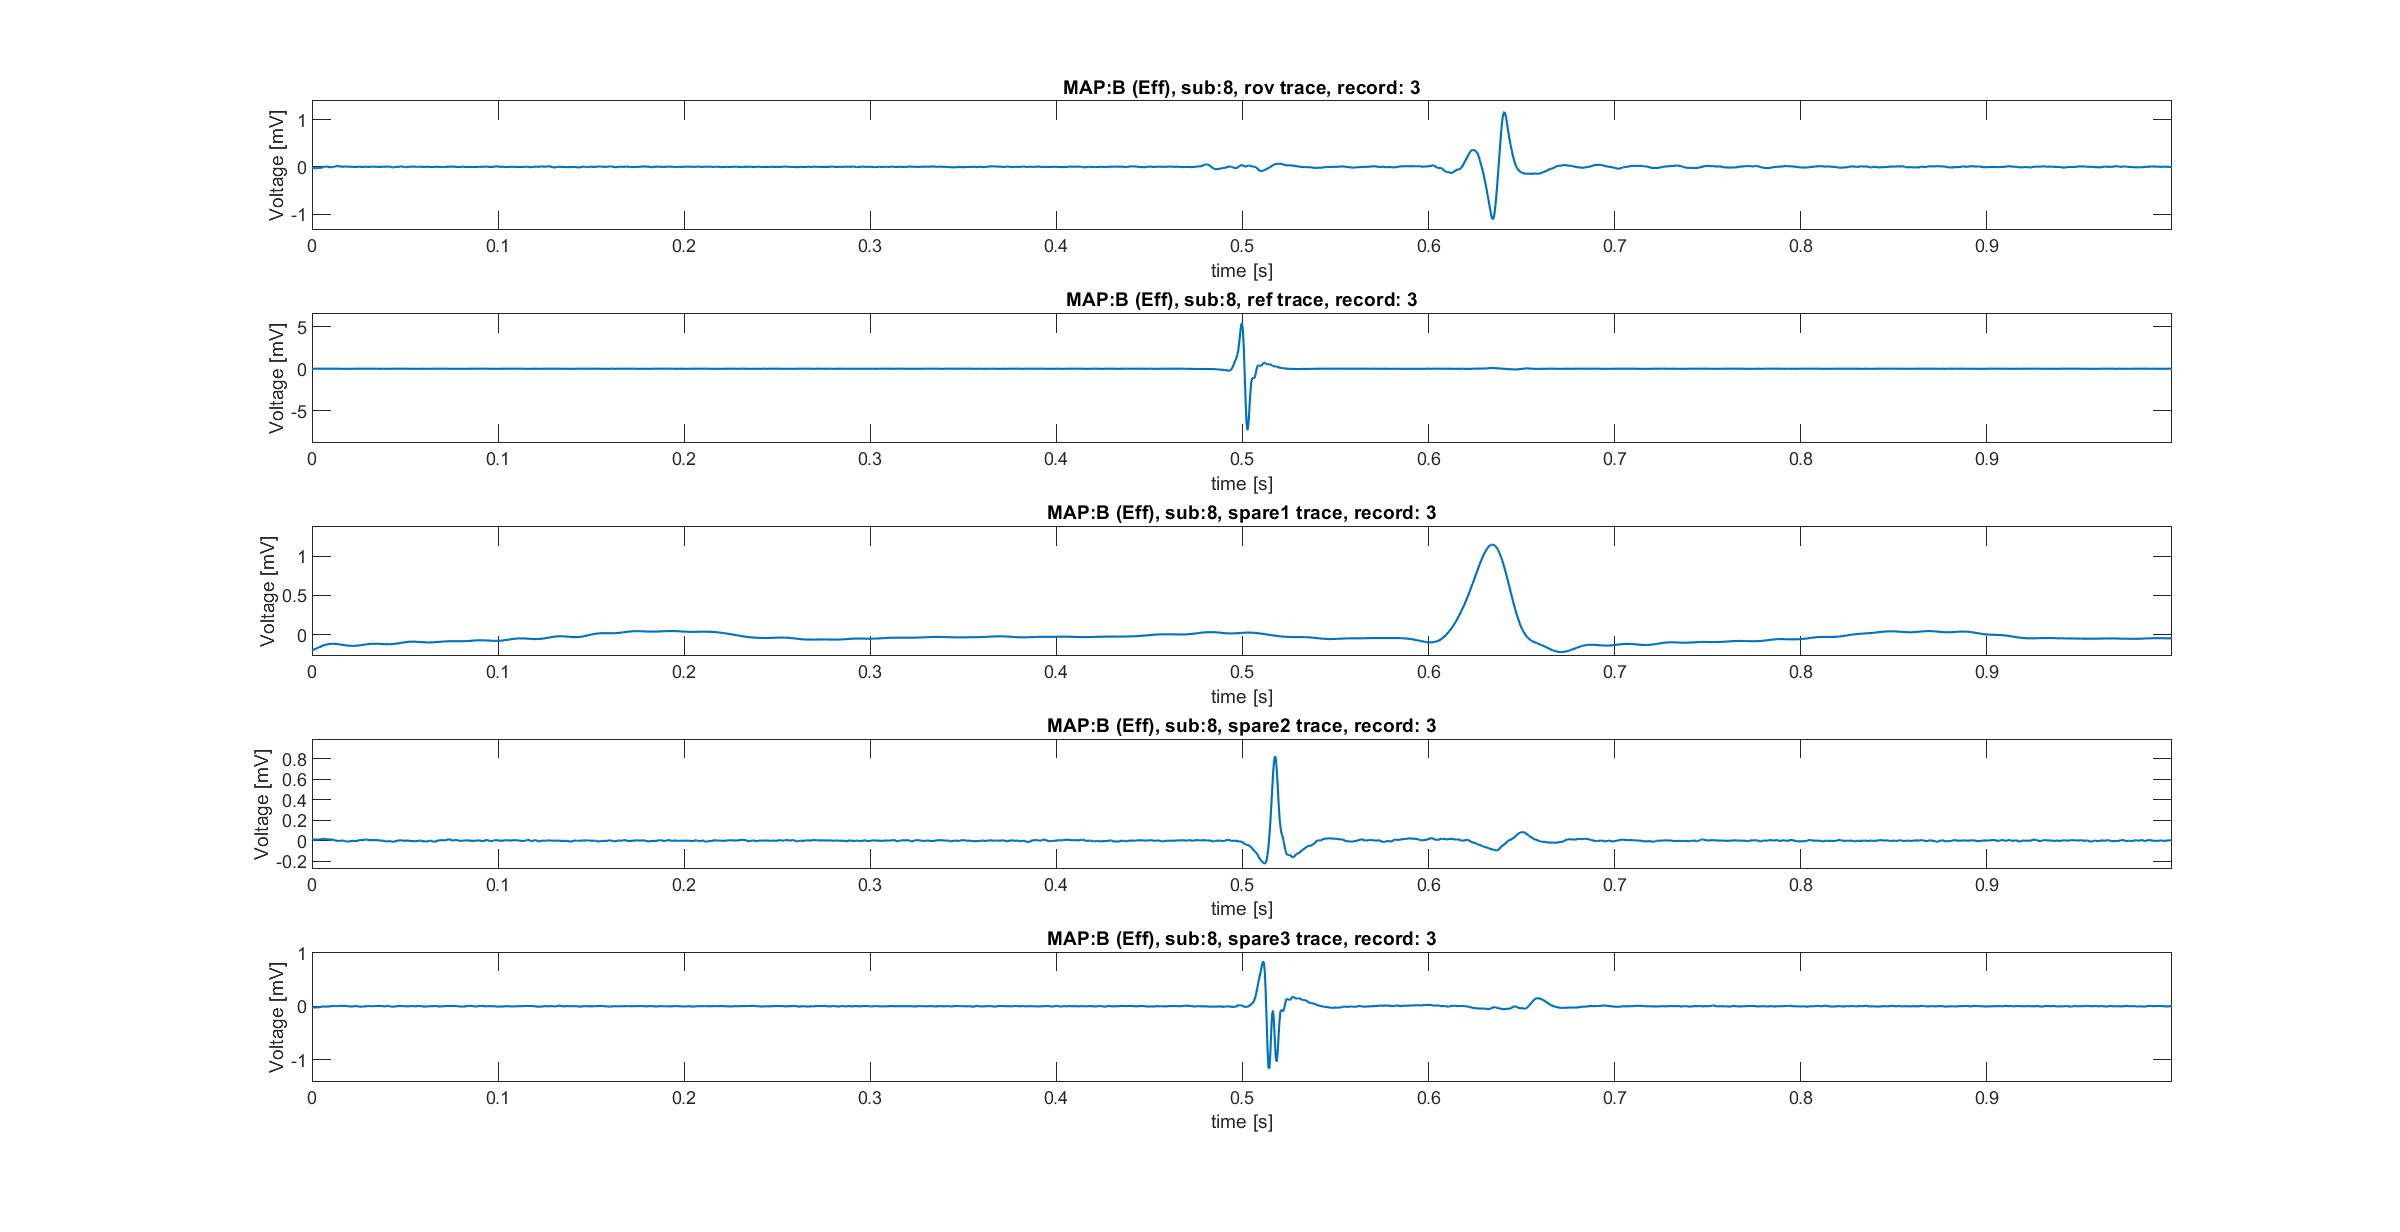 MAP:B (Eff), sub:8, rov trace, record: 3
Voltage [mV]
1
0
-1
0 0.1 0.2 0.3 0.4 0.5 0.6 0.7 0.8 0.9
time [s]
MAP:B (Eff), sub:8, ref trace, record: 3
Voltage [mV]
5
0
-5
0 0.1 0.2 0.3 0.4 0.5 0.6 0.7 0.8 0.9
time [s]
MAP:B (Eff), sub:8, spare1 trace, record: 3
Voltage [mV]
1
0.5
0
0 0.1 0.2 0.3 0.4 0.5 0.6 0.7 0.8 0.9
time [s]
MAP:B (Eff), sub:8, spare2 trace, record: 3
Voltage [mV]
0.8
0.6
0.4
0.2
0
-0.2
0 0.1 0.2 0.3 0.4 0.5 0.6 0.7 0.8 0.9
time [s]
MAP:B (Eff), sub:8, spare3 trace, record: 3
Voltage [mV]
1
0
-1
0 0.1 0.2 0.3 0.4 0.5 0.6 0.7 0.8 0.9
time [s]